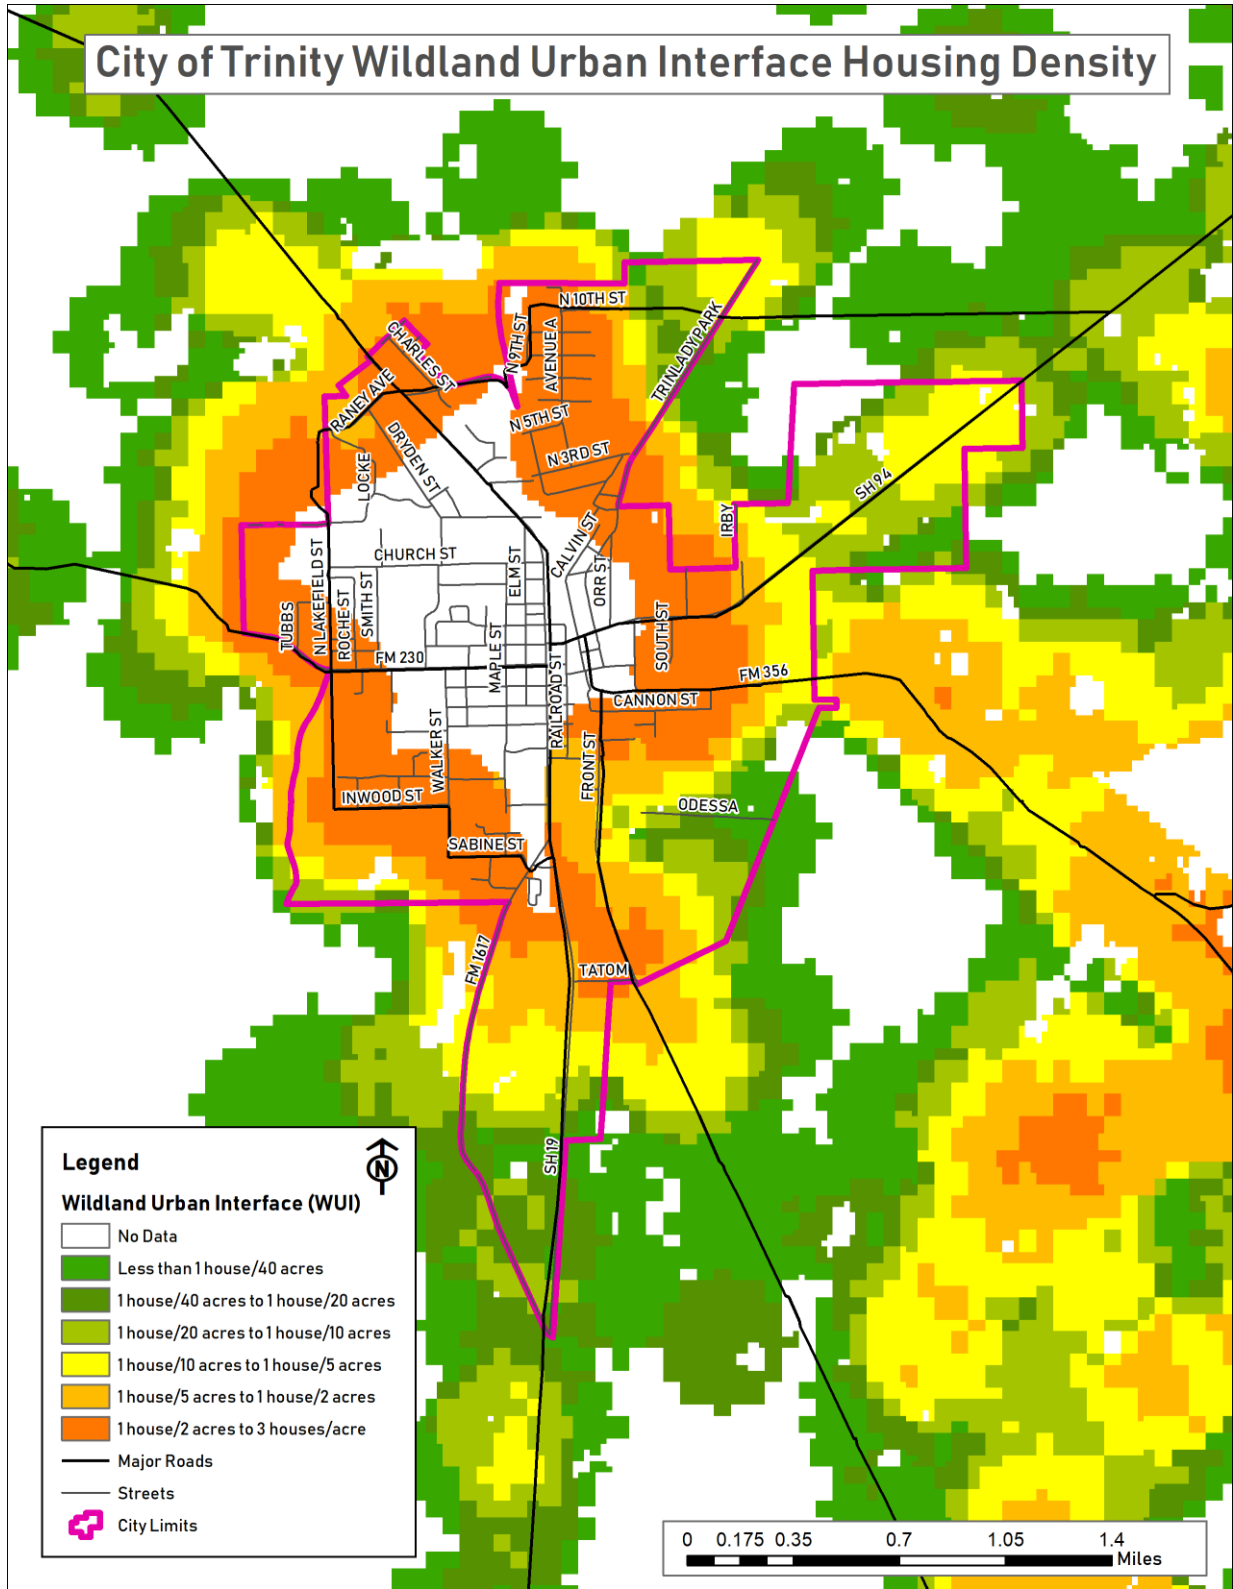 City of Trinity Wildland Urban Interface Housing Density
N 10TH ST
TRINLADY PARK
N 9TH ST
AVENUE A
CHARLES ST
RANEY AVE
N 5TH ST
DRYDEN ST
N 3RD ST
LOCKE
SH 94
IRBY
CALVIN ST
CHURCH ST
ELM ST
ORR ST
N LAKEFIELD ST
ROCHE ST
SMITH ST
TUBBS
SOUTH ST
MAPLE ST
FM 230
RAILROAD ST
FM 356
CANNON ST
WALKER ST
FRONT ST
INWOOD ST
ODESSA
SABINE ST
FM 1617
TATOM
SH 19
Legend
N
Wildland Urban Interface (WUI)
No Data
Less than 1 house/40 acres
1 house/40 acres to 1 house/20 acres
1 house/20 acres to 1 house/10 acres
1 house/10 acres to 1 house/5 acres
1 house/5 acres to 1 house/2 acres
1 house/2 acres to 3 houses/acre
Major Roads
Streets
City Limits
0 0.175 0.35 0.7 1.05 1.4
Miles